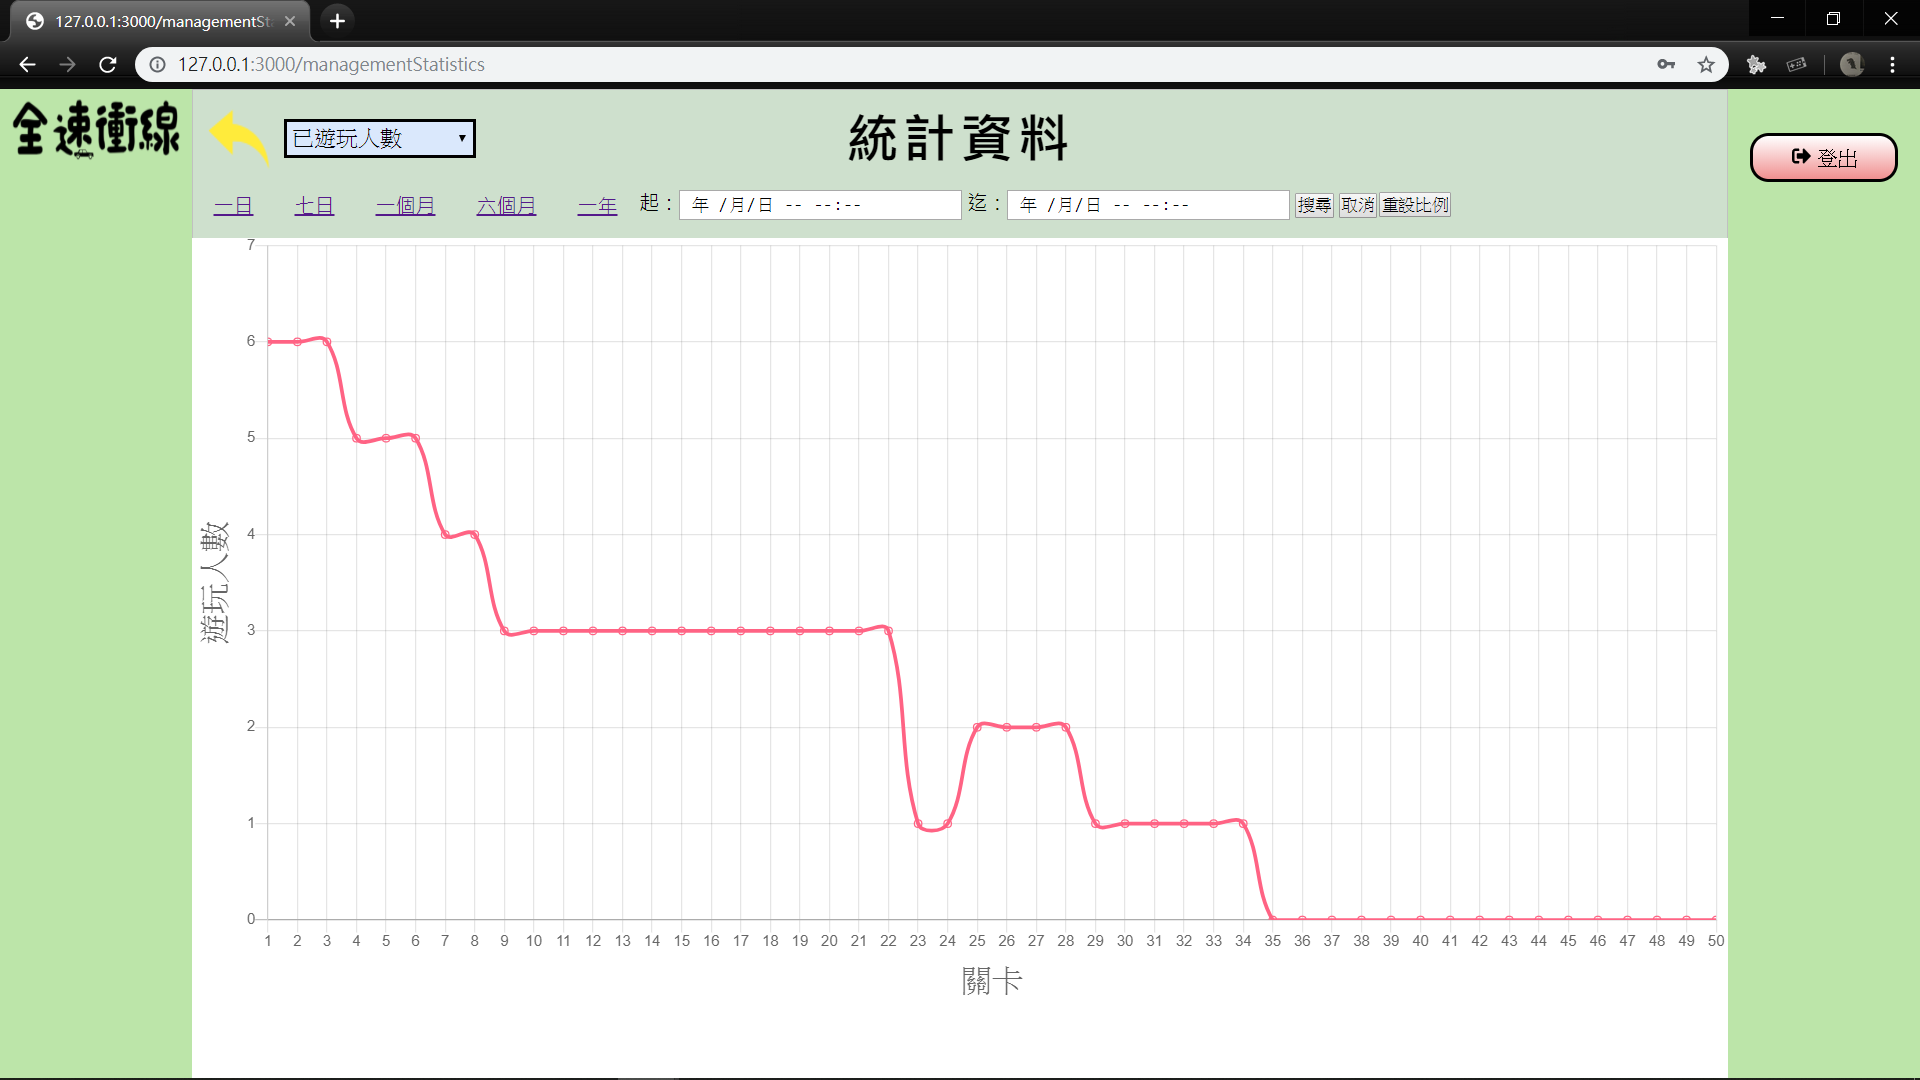 127.0.0.1:3000/managementSt
127.0.0.1:3000/managementStatistics
全速衝線
已遊玩人數
統計資料
登出
一日 七日 一個月 六個月 一年 起： 年 /月/日 -- --:-- 迄： 年 /月/日 -- --:-- 搜尋 取消 重設比例
7
6
5
4
3
2
1
0
遊玩人數
1 2 3 4 5 6 7 8 9 10 11 12 13 14 15 16 17 18 19 20 21 22 23 24 25 26 27 28 29 30 31 32 33 34 35 36 37 38 39 40 41 42 43 44 45 46 47 48 49 50
關卡